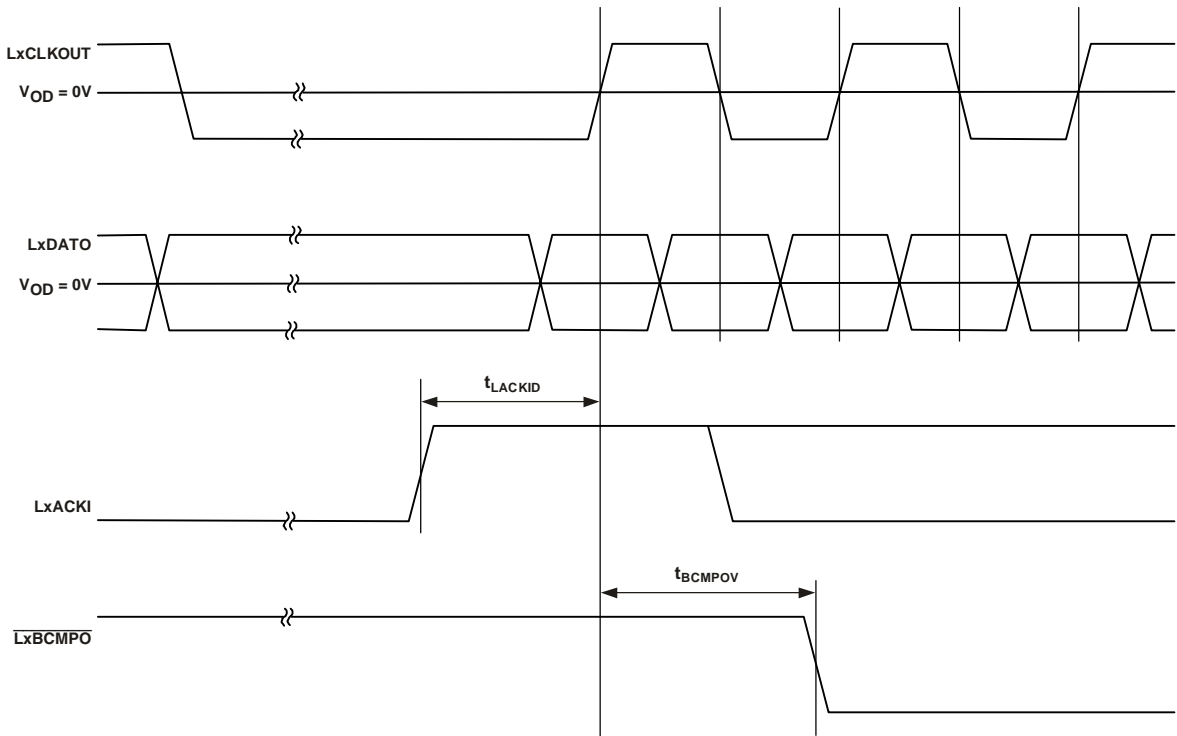 LxCLKOUT
VOD = 0V
LxDATO
VOD = 0V
tLACKID
LxACKI
tBCMPOV
LxBCMPO